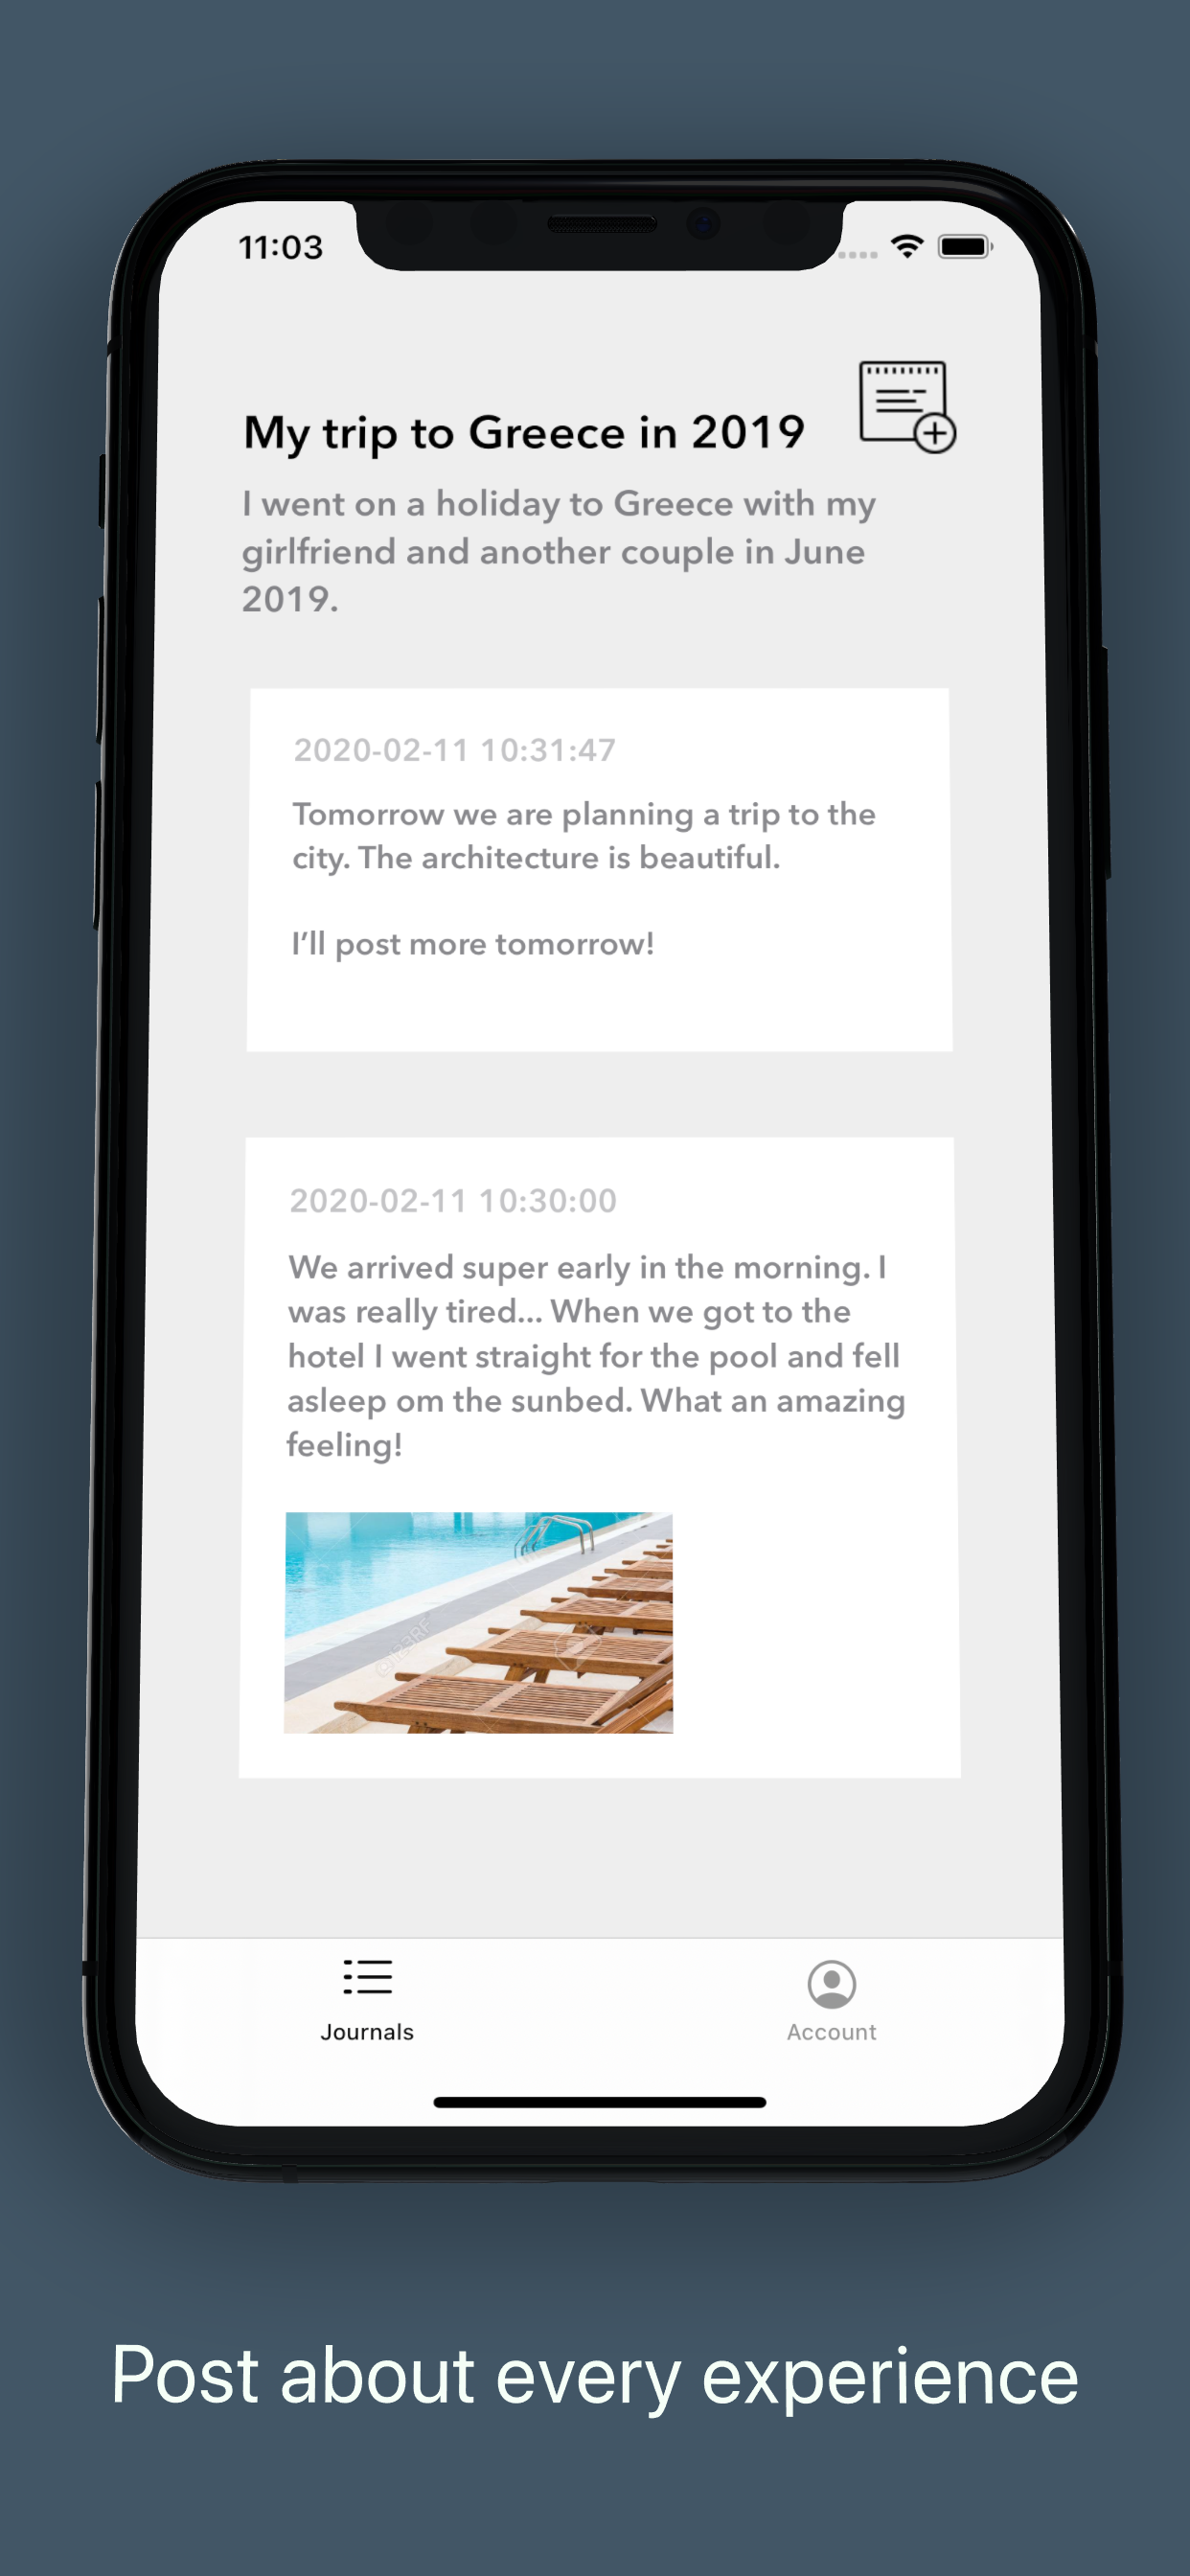 11:03
My trip to Greece in 2019
I went on a holiday to Greece with my
girlfriend and another couple in June
2019.
2020-02-11 10:31:47
Tomorrow we are planning a trip to the
city. The architecture is beautiful.
I’ll post more tomorrow!
2020-02-11 10:30:00
We arrived super early in the morning. I
was really tired... When we got to the
hotel I went straight for the pool and fell
asleep om the sunbed. What an amazing
feeling!
123RF
Journals
Account
Post about every experience